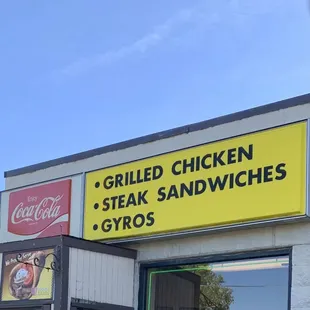 • GRILLED CHICKEN
• STEAK SANDWICHES
• GYROS
Coca-Cola